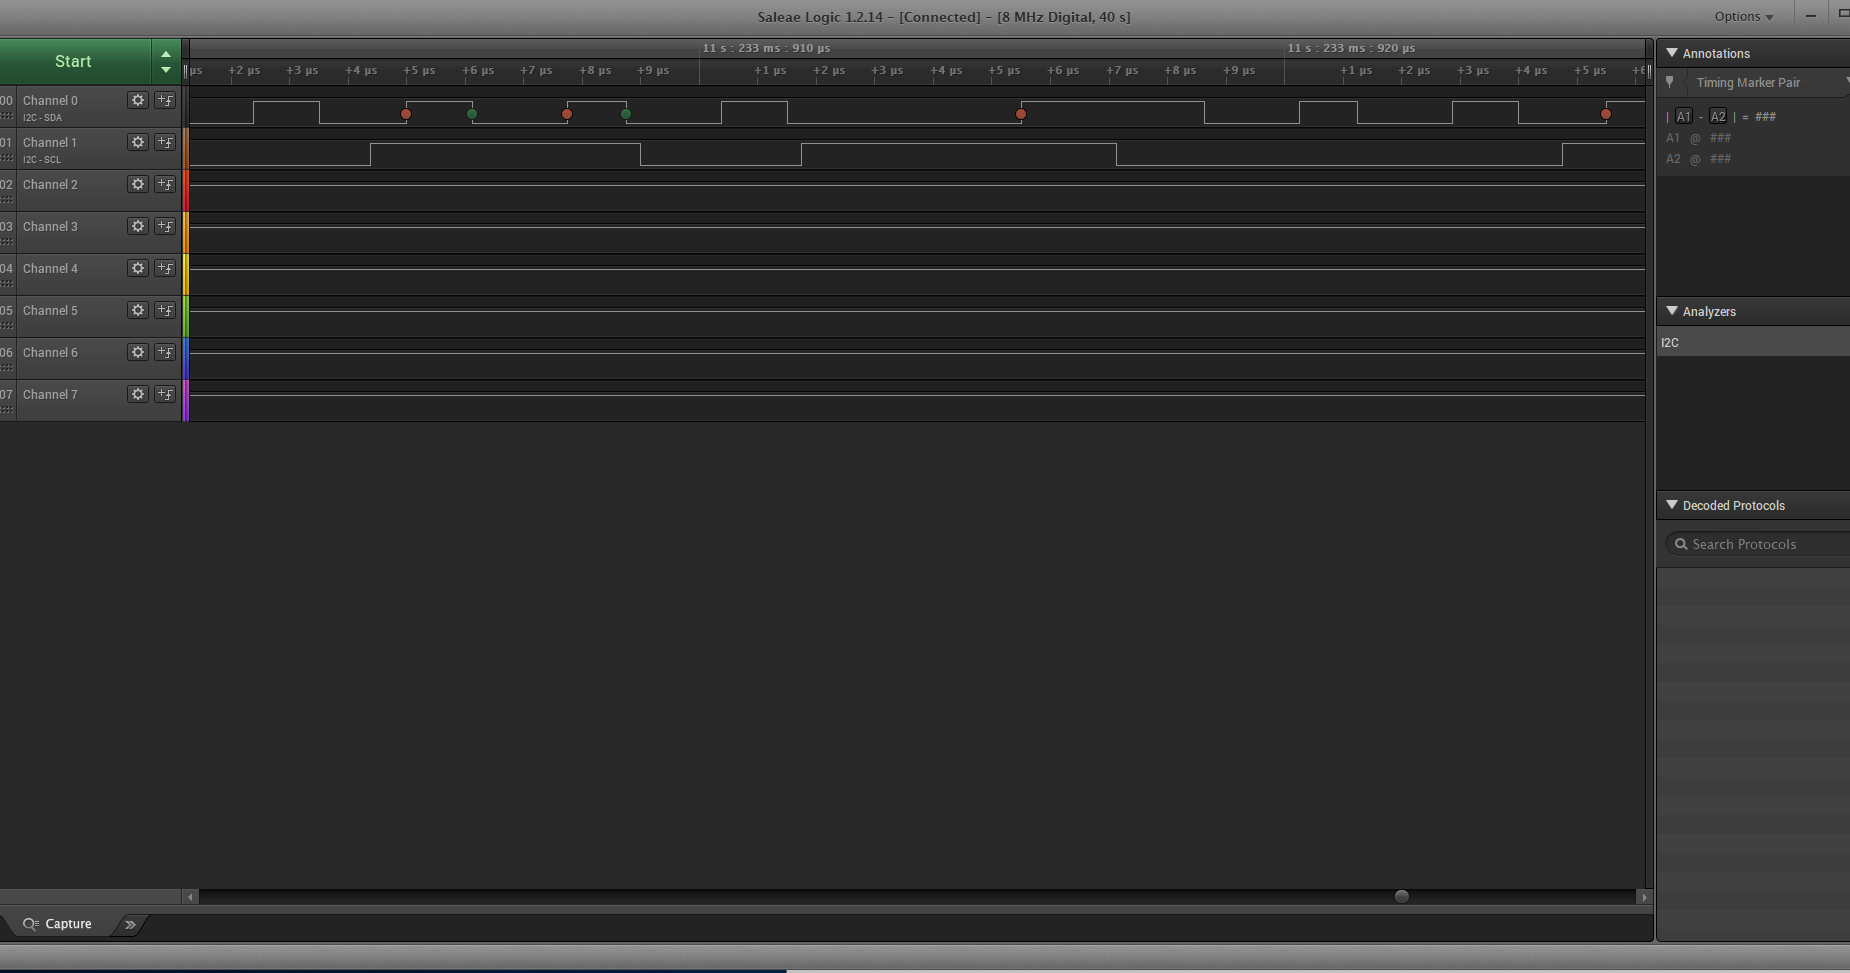 Saleae Logic 1.2.14 - [Connected] - [8 MHz Digital, 40 s]
Options
Start
11 s : 233 ms : 910 µs
11 s : 233 ms : 920 µs
µs +2 µs +3 µs +4 µs +5 µs +6 µs +7 µs +8 µs +9 µs +1 µs +2 µs +3 µs +4 µs +5 µs +6 µs +7 µs +8 µs +9 µs +1 µs +2 µs +3 µs +4 µs +5 µs
00 Channel 0
I2C - SDA
01 Channel 1
I2C - SCL
02 Channel 2
03 Channel 3
04 Channel 4
05 Channel 5
06 Channel 6
07 Channel 7
Annotations
Timing Marker Pair
| A1 - A2 | = ###
A1 @ ###
A2 @ ###
Analyzers
I2C
Decoded Protocols
Search Protocols
Capture